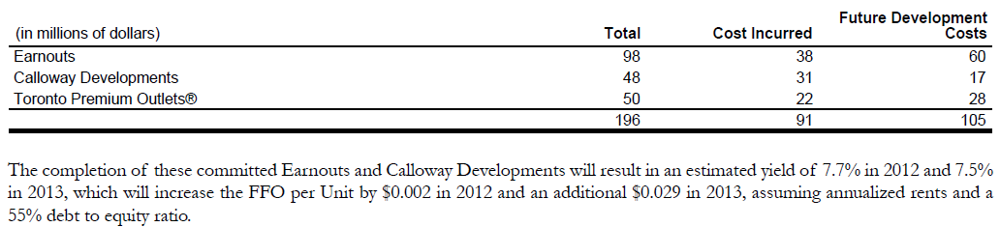 Future Development
(in millions of dollars) Total Cost Incurred Costs
Earnouts 98 38 60
Calloway Developments 48 31 17
Toronto Premium Outlets® 50 22 28
196 91 105
The completion of these committed Earnouts and Calloway Developments will result in an estimated yield of 7.7% in 2012 and 7.5%
in 2013, which will increase the FFO per Unit by $0.002 in 2012 and an additional $0.029 in 2013, assuming annualized rents and a
55% debt to equity ratio.